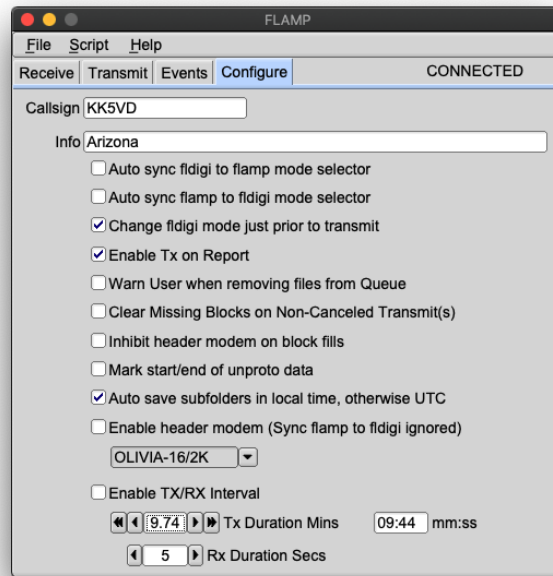 FLAMP
File Script Help
Receive Transmit Events Configure CONNECTED
Callsign KK5VD
Info Arizona
Auto sync fldigi to flamp mode selector
Auto sync flamp to fldigi mode selector
Change fldigi mode just prior to transmit
Enable Tx on Report
Warn User when removing files from Queue
Clear Missing Blocks on Non-Canceled Transmit(s)
Inhibit header modem on block fills
Mark start/end of unproto data
Auto save subfolders in local time, otherwise UTC
Enable header modem (Sync flamp to fldigi ignored)
OLIVIA-16/2K
Enable TX/RX Interval
9.74 Tx Duration Mins 09:44 mm:ss
5 Rx Duration Secs